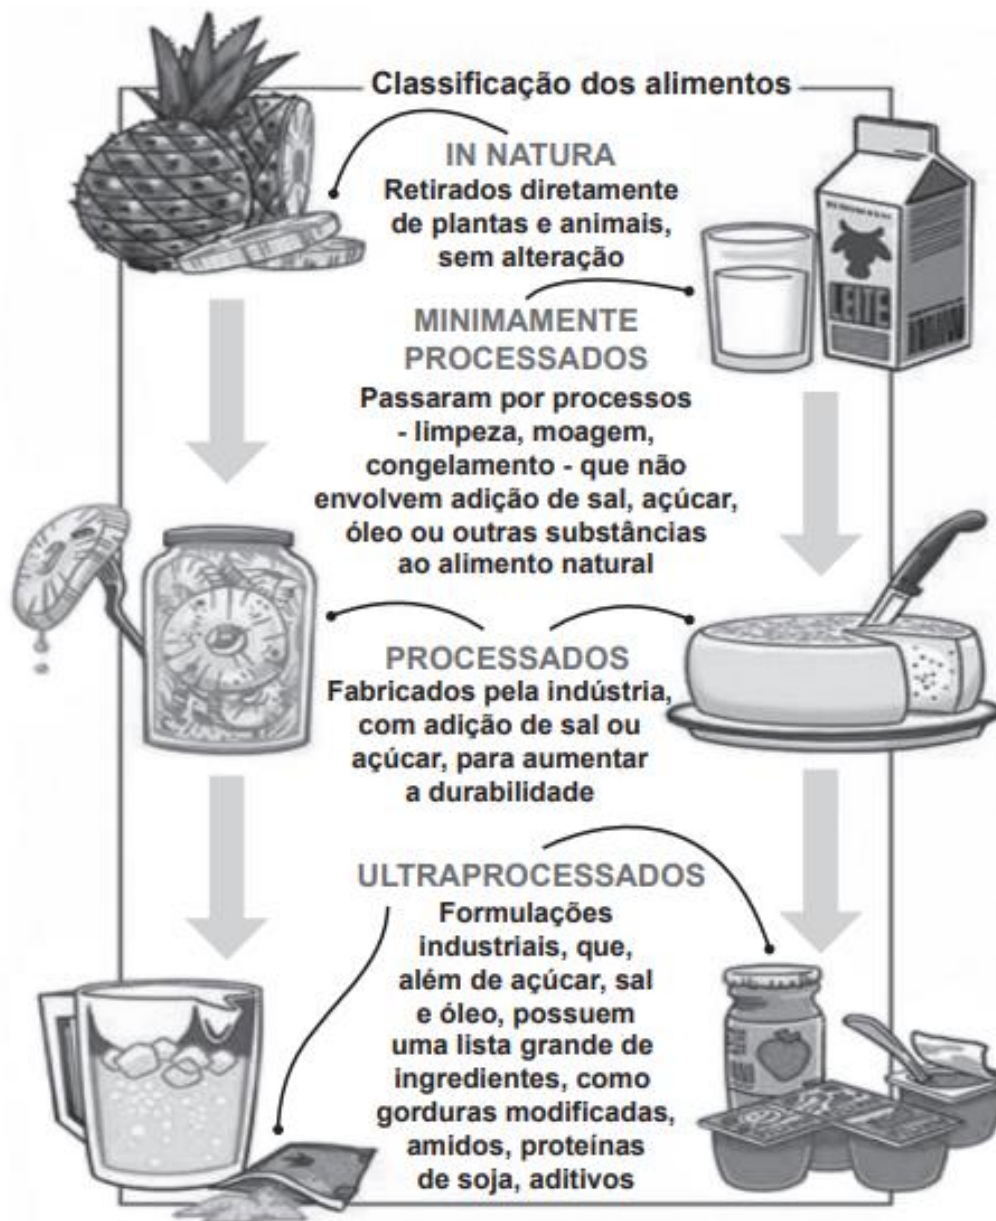 Classificação dos alimentos
IN NATURA
Retirados diretamente
de plantas e animais,
sem alteração
MINIMAMENTE
PROCESSADOS
Passaram por processos
- limpeza, moagem,
congelamento - que não
envolvem adição de sal, açúcar,
óleo ou outras substâncias
ao alimento natural
LEITE
PROCESSADOS
Fabricados pela indústria,
com adição de sal ou
açúcar, para aumentar
a durabilidade
ULTRAPROCESSADOS
Formulações
industriais, que,
além de açúcar, sal
e óleo, possuem
uma lista grande de
ingredientes, como
gorduras modificadas,
amidos, proteínas
de soja, aditivos